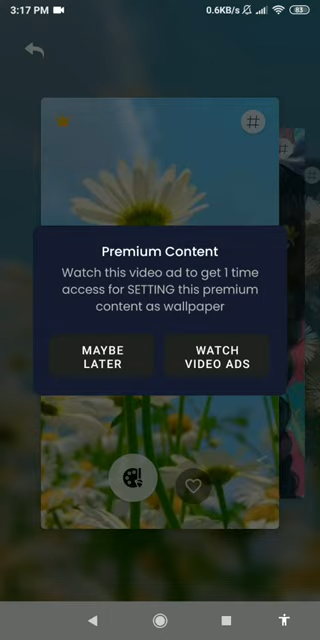 3:17 PM
0.6KB/s
83
#
#
#
Premium Content
Watch this video ad to get 1 time
access for SETTING this premium
content as wallpaper
MAYBE
LATER
WATCH
VIDEO ADS